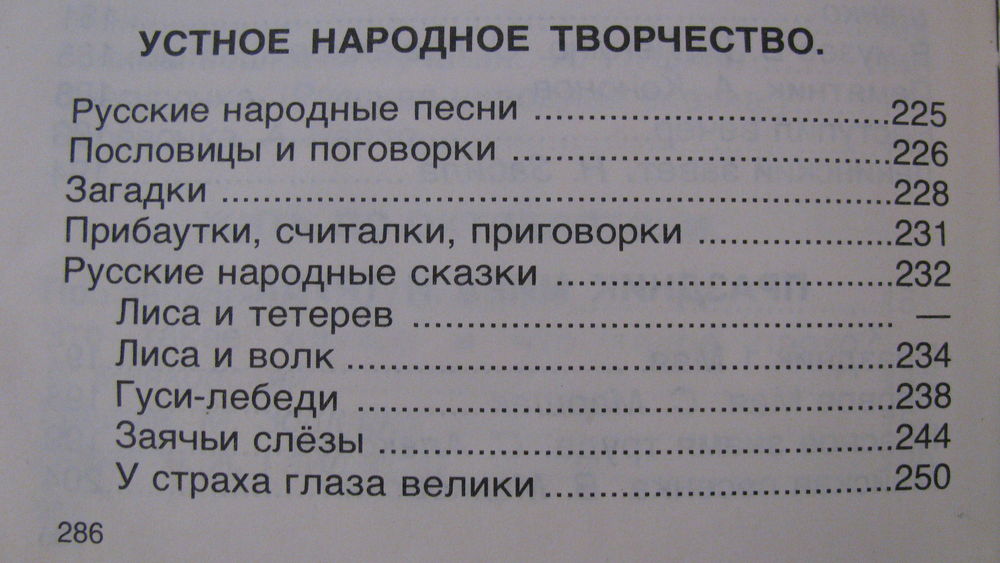 УСТНОЕ НАРОДНОЕ ТВОРЧЕСТВО.
Русские народные песни ........................................225
Пословицы и поговорки ..........................................226
Загадки ........................................................................228
Прибаутки, считалки, приговорки ....................231
Русские народные сказки ......................................232
Лиса и тетерев .................................................... —
Лиса и волк ...........................................................234
Гуси-лебеди ..........................................................238
Заячьи слёзы ........................................................244
У страха глаза велики.........................................250
286